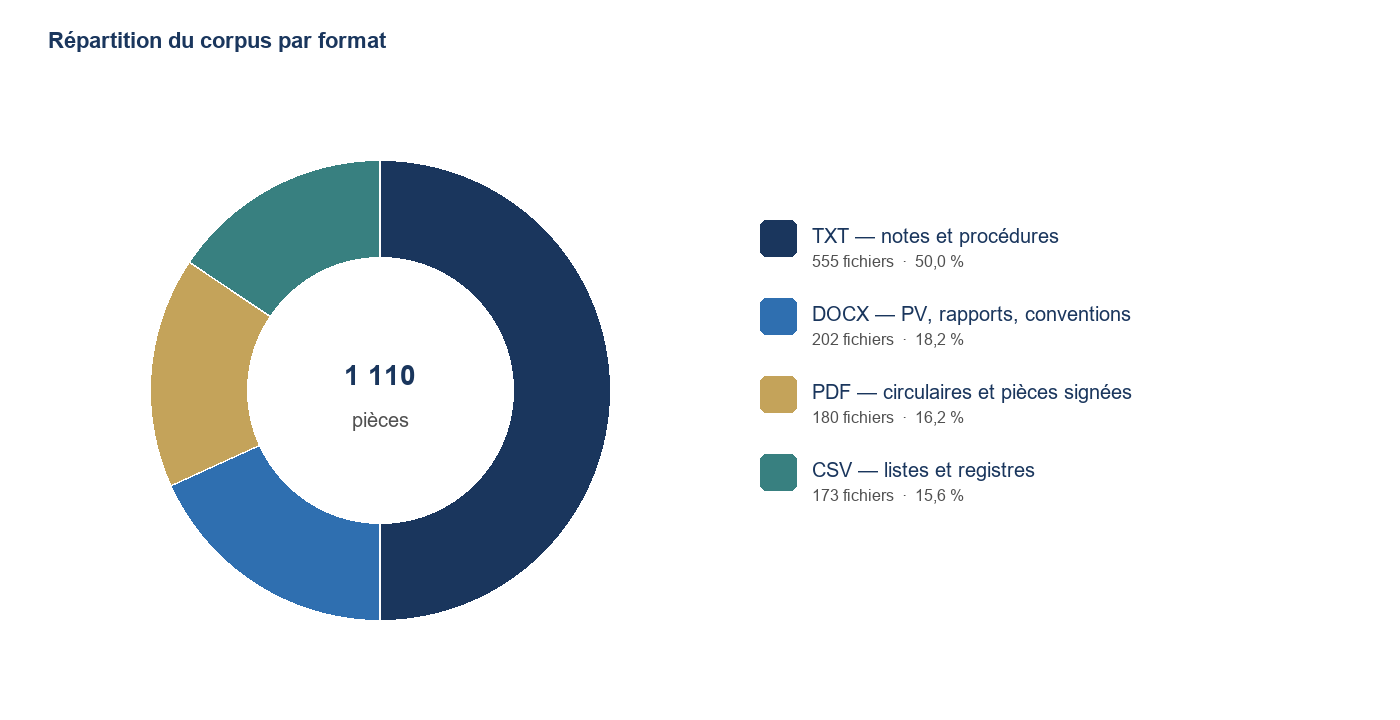 Répartition du corpus par format
1 110
pièces
TXT — notes et procédures
555 fichiers · 50,0 %
DOCX — PV, rapports, conventions
202 fichiers · 18,2 %
PDF — circulaires et pièces signées
180 fichiers · 16,2 %
CSV — listes et registres
173 fichiers · 15,6 %